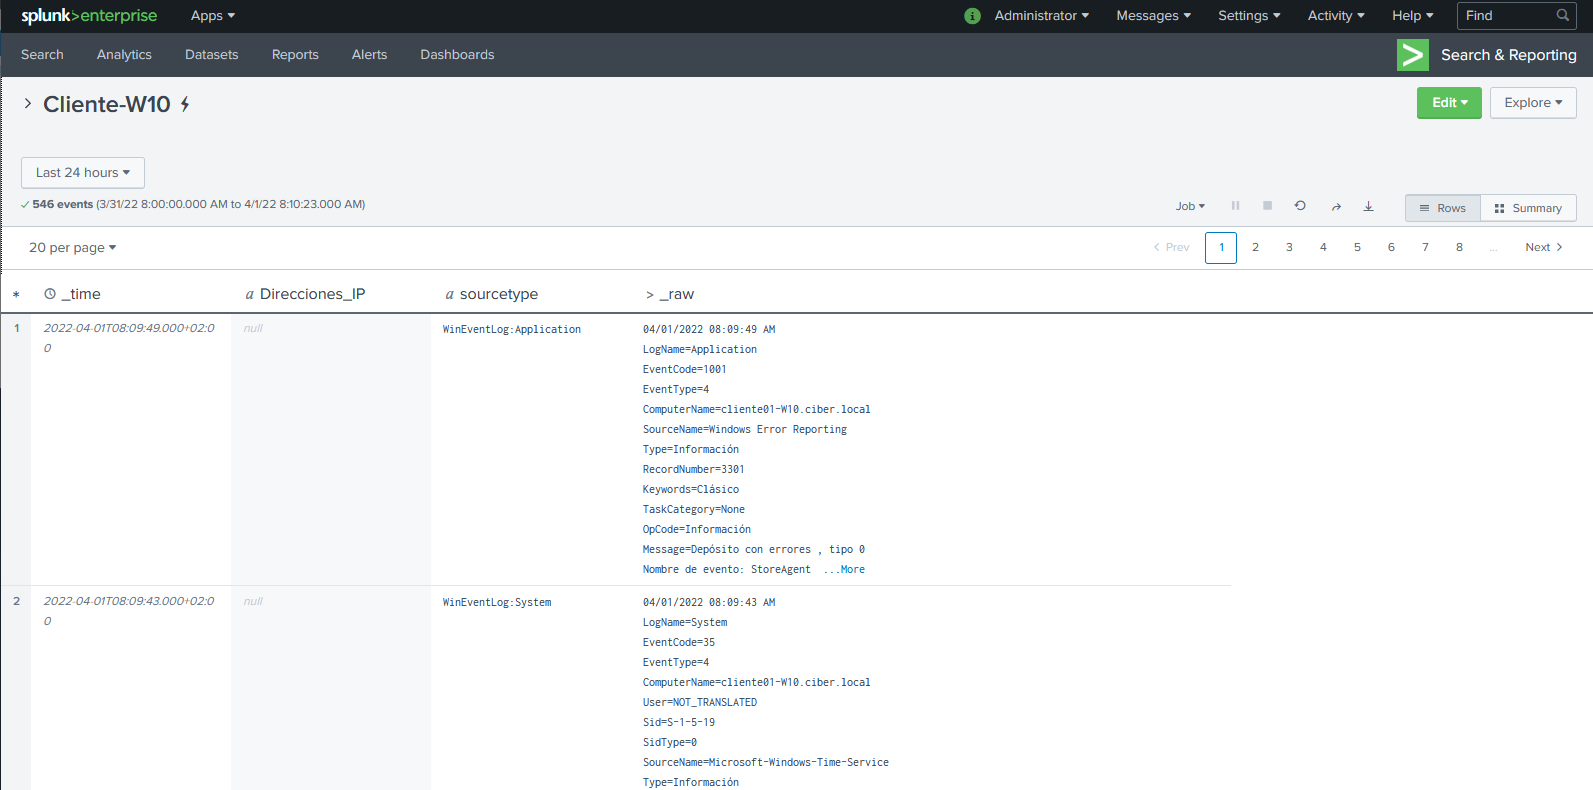 splunk>enterprise Apps Administrator Messages Settings Activity Help Find
Search Analytics Datasets Reports Alerts Dashboards Search & Reporting
Cliente-W10 Edit Explore
Last 24 hours
546 events (3/31/22 8:00:00.000 AM to 4/1/22 8:10:23.000 AM) Job Rows Summary
20 per page < Prev 1 2 3 4 5 6 7 8 ... Next >
* _time a Direcciones_IP a sourcetype > _raw
1 2022-04-01T08:09:49.000+02:0 null WinEventLog:Application 04/01/2022 08:09:49 AM
0 LogName=Application
EventCode=1001
EventType=4
ComputerName=cliente01-W10.ciber.local
SourceName=Windows Error Reporting
Type=Información
RecordNumber=3301
Keywords=Clásico
TaskCategory=None
OpCode=Información
Message=Depósito con errores , tipo 0
Nombre de evento: StoreAgent ...More
2 2022-04-01T08:09:43.000+02:0 null WinEventLog:System 04/01/2022 08:09:43 AM
0 LogName=System
EventCode=35
EventType=4
ComputerName=cliente01-W10.ciber.local
User=NOT_TRANSLATED
Sid=S-1-5-19
SidType=0
SourceName=Microsoft-Windows-Time-Service
Type=Información